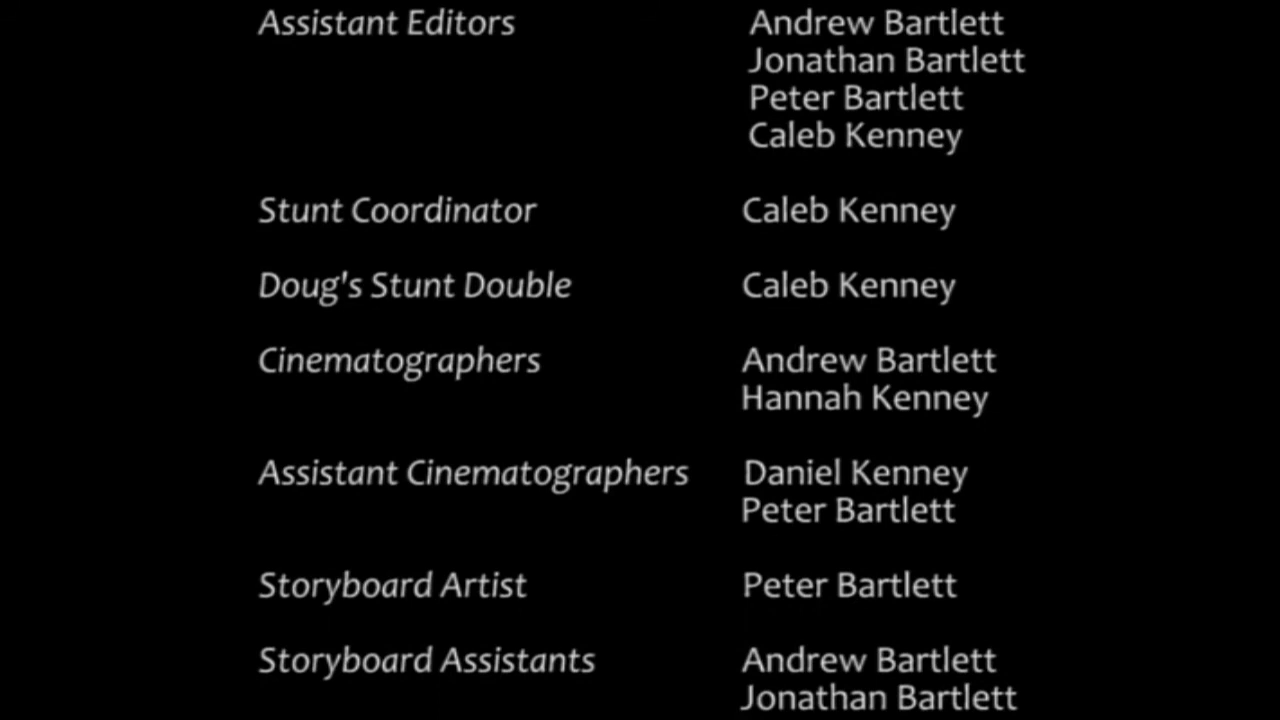 Assistant Editors Andrew Bartlett
Jonathan Bartlett
Peter Bartlett
Caleb Kenney
Stunt Coordinator Caleb Kenney
Doug's Stunt Double Caleb Kenney
Cinematographers Andrew Bartlett
Hannah Kenney
Assistant Cinematographers Daniel Kenney
Peter Bartlett
Storyboard Artist Peter Bartlett
Storyboard Assistants Andrew Bartlett
Jonathan Bartlett